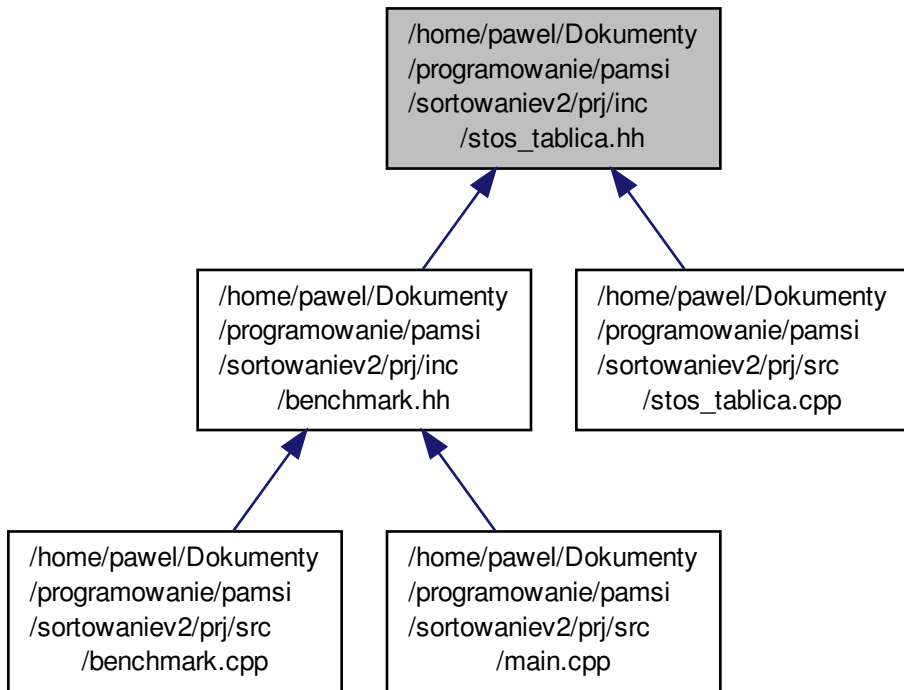 /home/pawel/Dokumenty
/programowanie/pamsi
/sortowaniev2/prj/inc
/stos_tablica.hh
/home/pawel/Dokumenty
/programowanie/pamsi
/sortowaniev2/prj/inc
/benchmark.hh
/home/pawel/Dokumenty
/programowanie/pamsi
/sortowaniev2/prj/src
/stos_tablica.cpp
/home/pawel/Dokumenty
/programowanie/pamsi
/sortowaniev2/prj/src
/benchmark.cpp
/home/pawel/Dokumenty
/programowanie/pamsi
/sortowaniev2/prj/src
/main.cpp